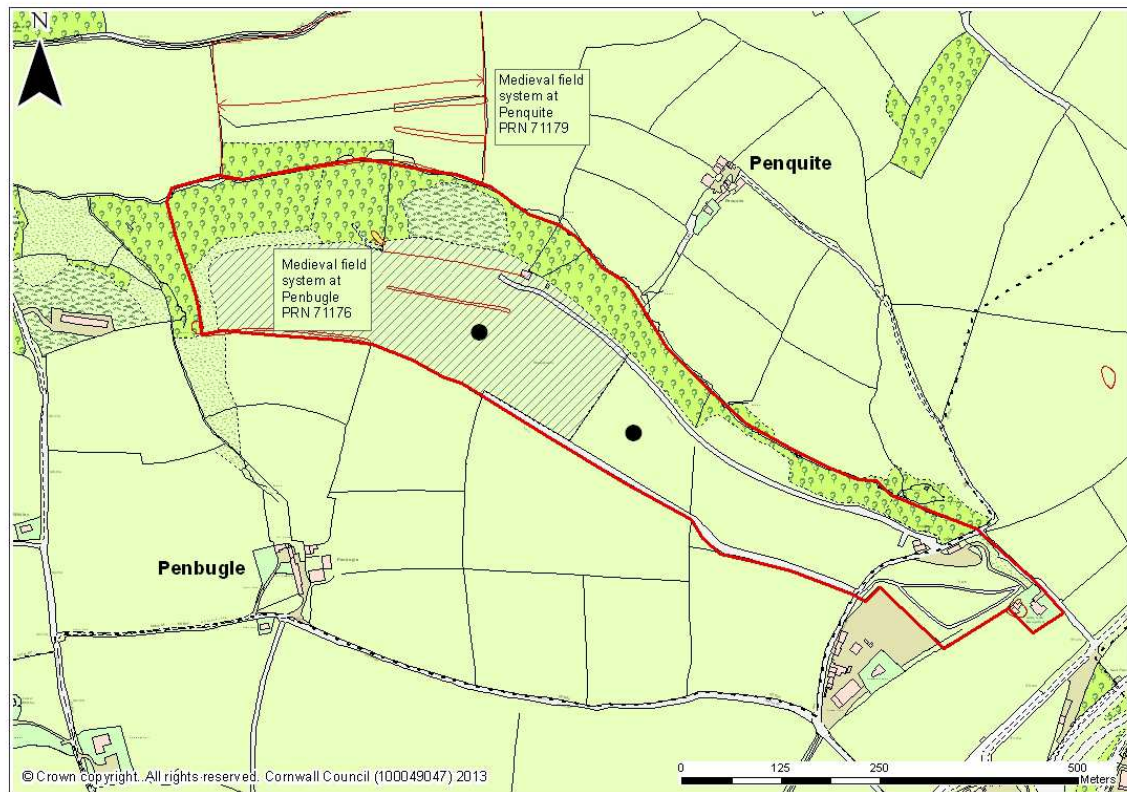 N
Medieval field
system at
Penquite
PRN 71179
Penquite
Medieval field
system at
Penbugle
PRN 71176
Penbugle
© Crown copyright. All rights reserved. Cornwall Council (100049047) 2013
0 125 250 500
Meters